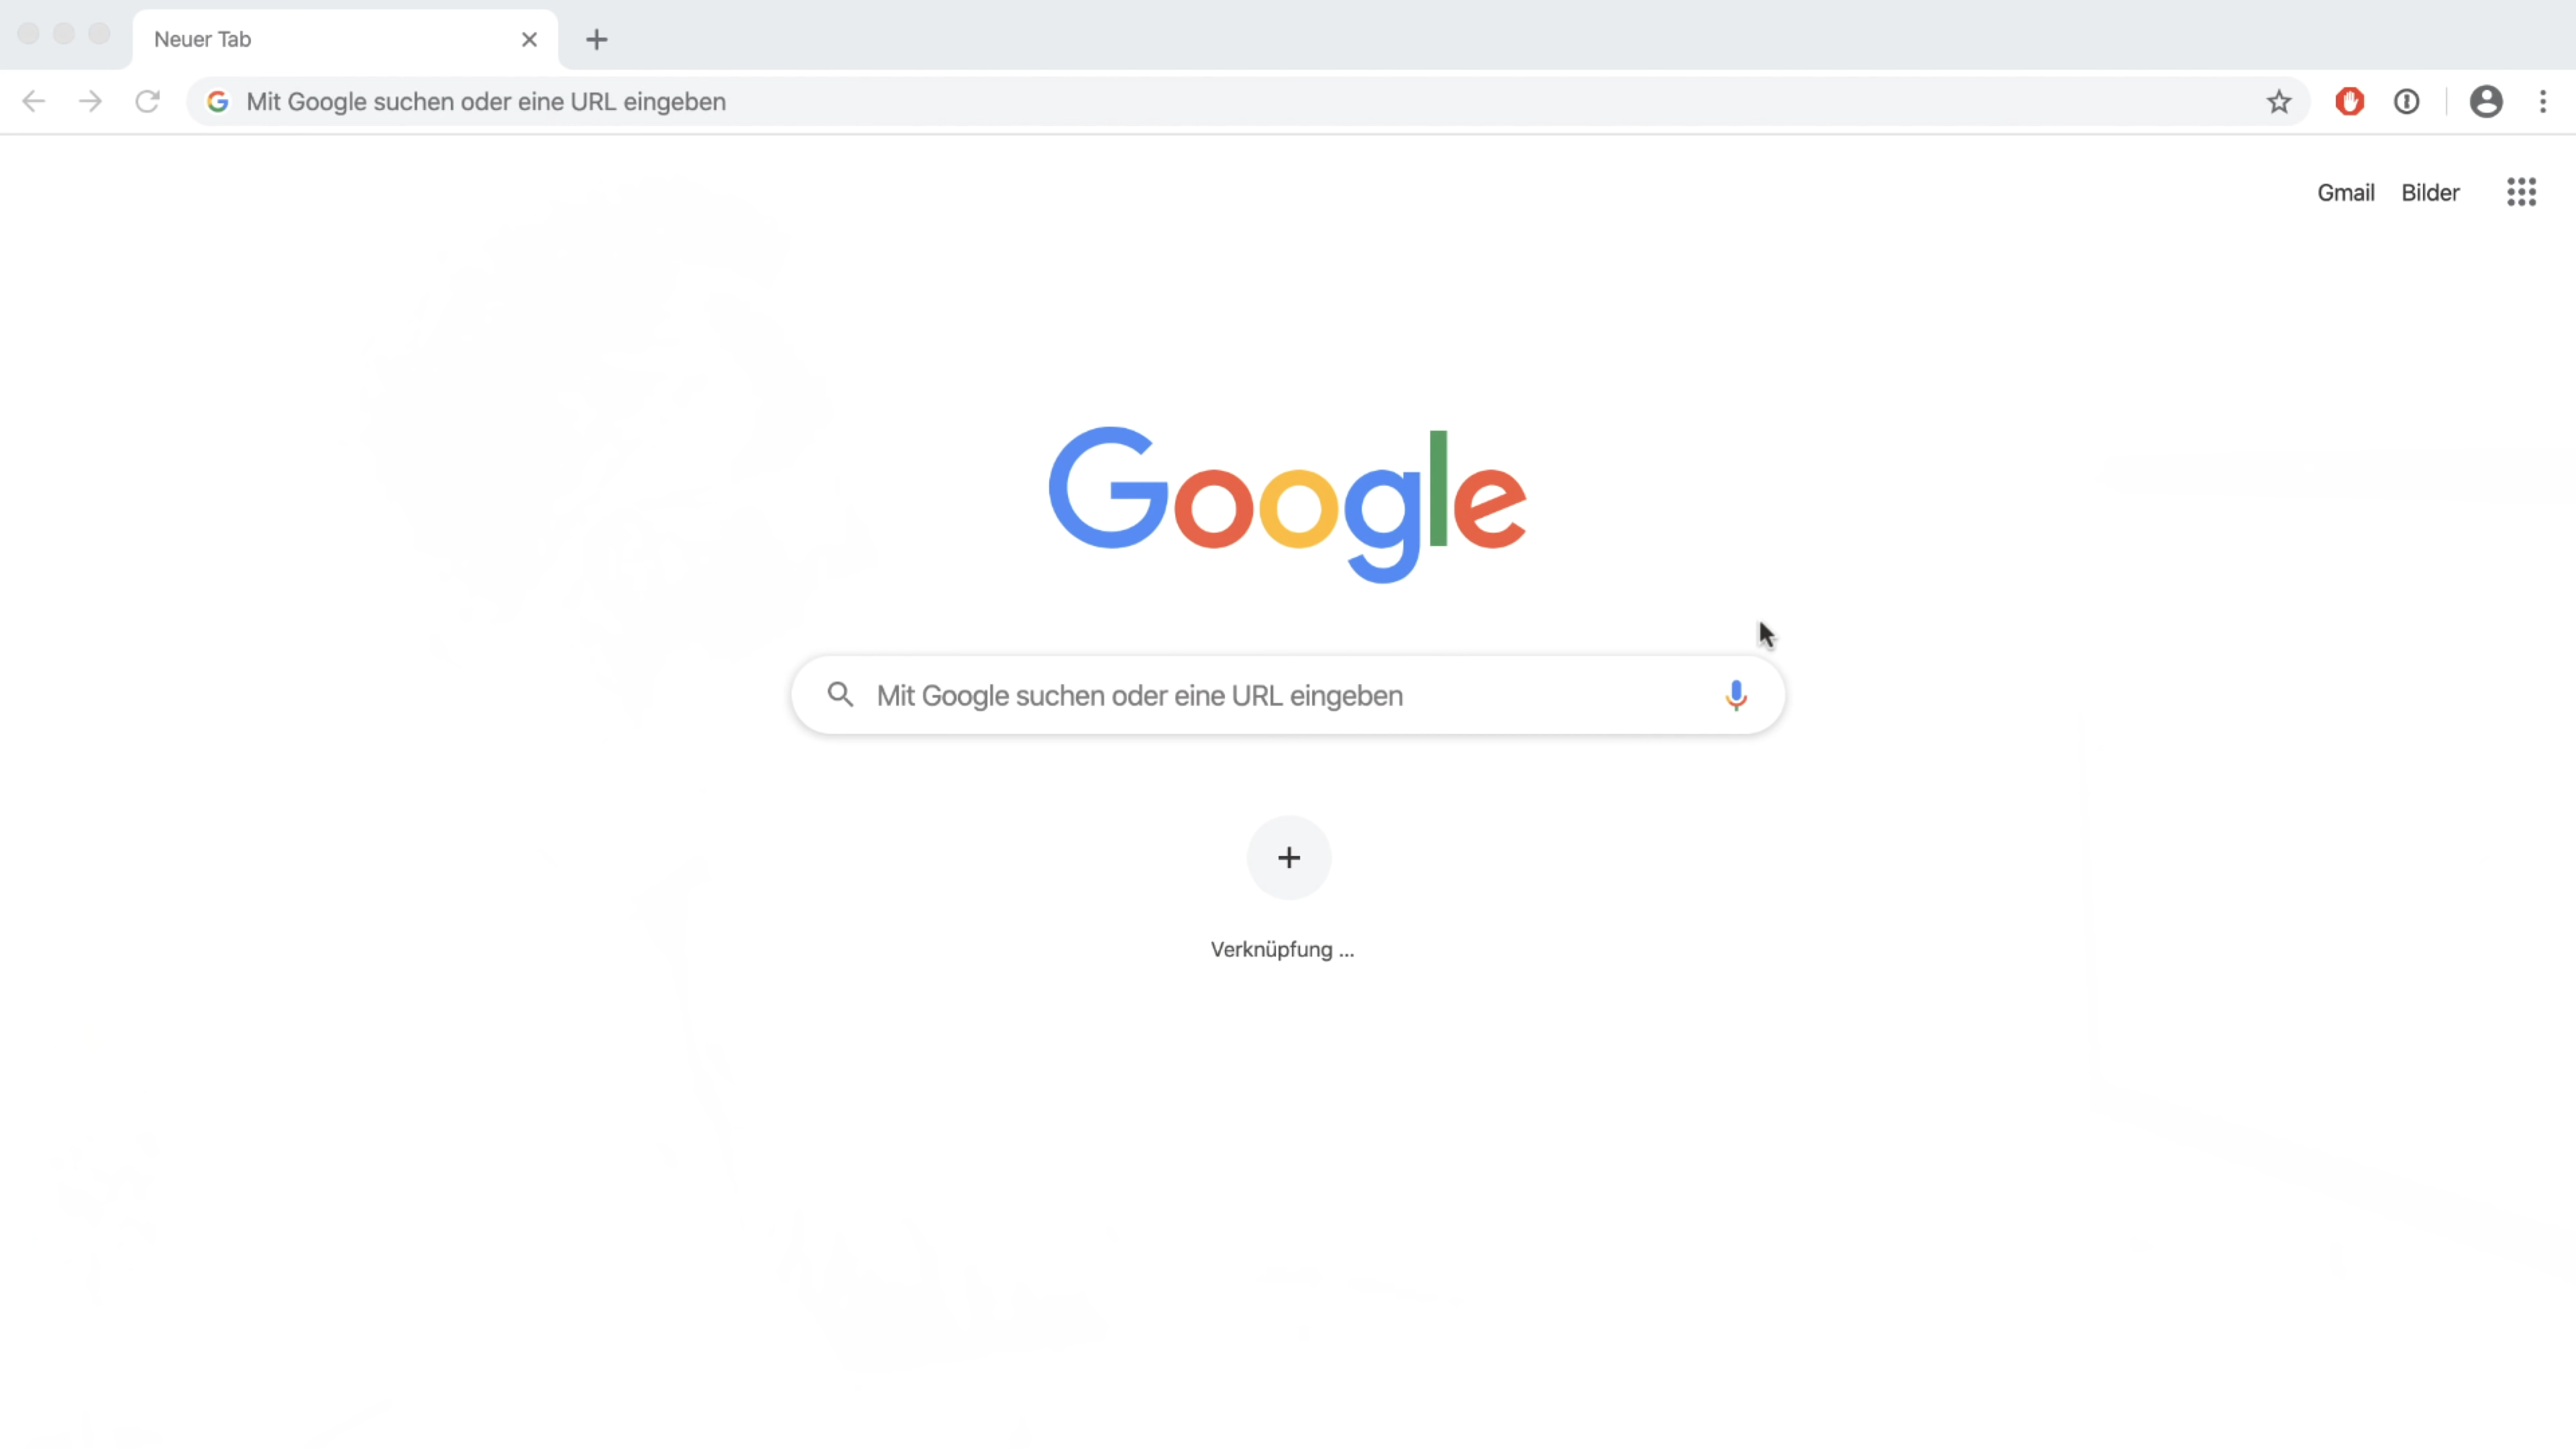 Neuer Tab
Mit Google suchen oder eine URL eingeben
Gmail Bilder
Google
Mit Google suchen oder eine URL eingeben
Verknüpfung ...